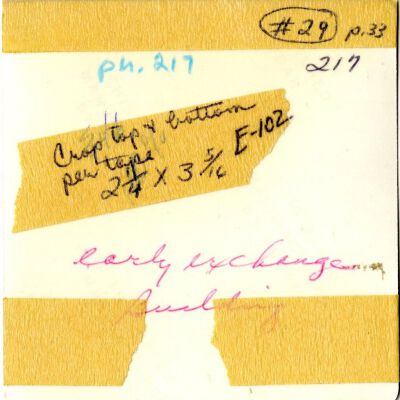 #29 p.33
ph. 217 217
Crop top & bottom
per tape E-102
2 1/4 x 3 5/16
early exchange
building